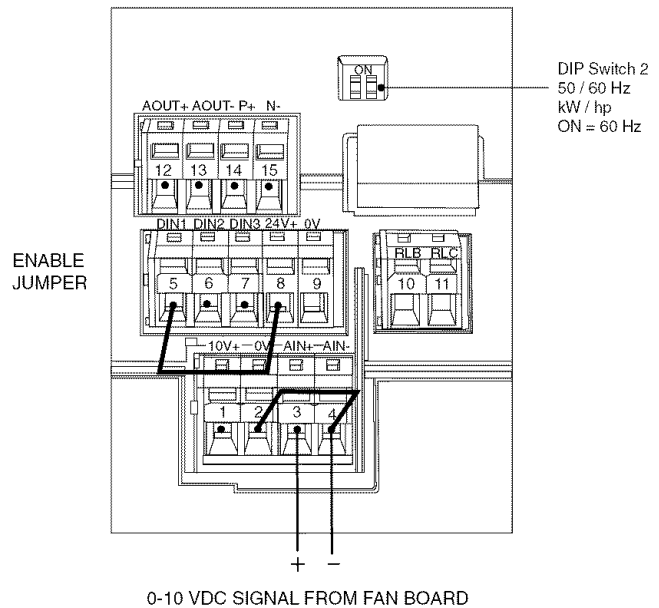 ON
DIP Switch 2
50 / 60 Hz
kW / hp
ON = 60 Hz
AOUT+ AOUT- P+ N-
12 13 14 15
DIN1 DIN2 DIN3 24V+ 0V
RLB RLC
ENABLE
JUMPER
5 6 7 8 9
10 11
10V+ 0V AIN+ AIN-
1 2 3 4
+ −
0-10 VDC SIGNAL FROM FAN BOARD